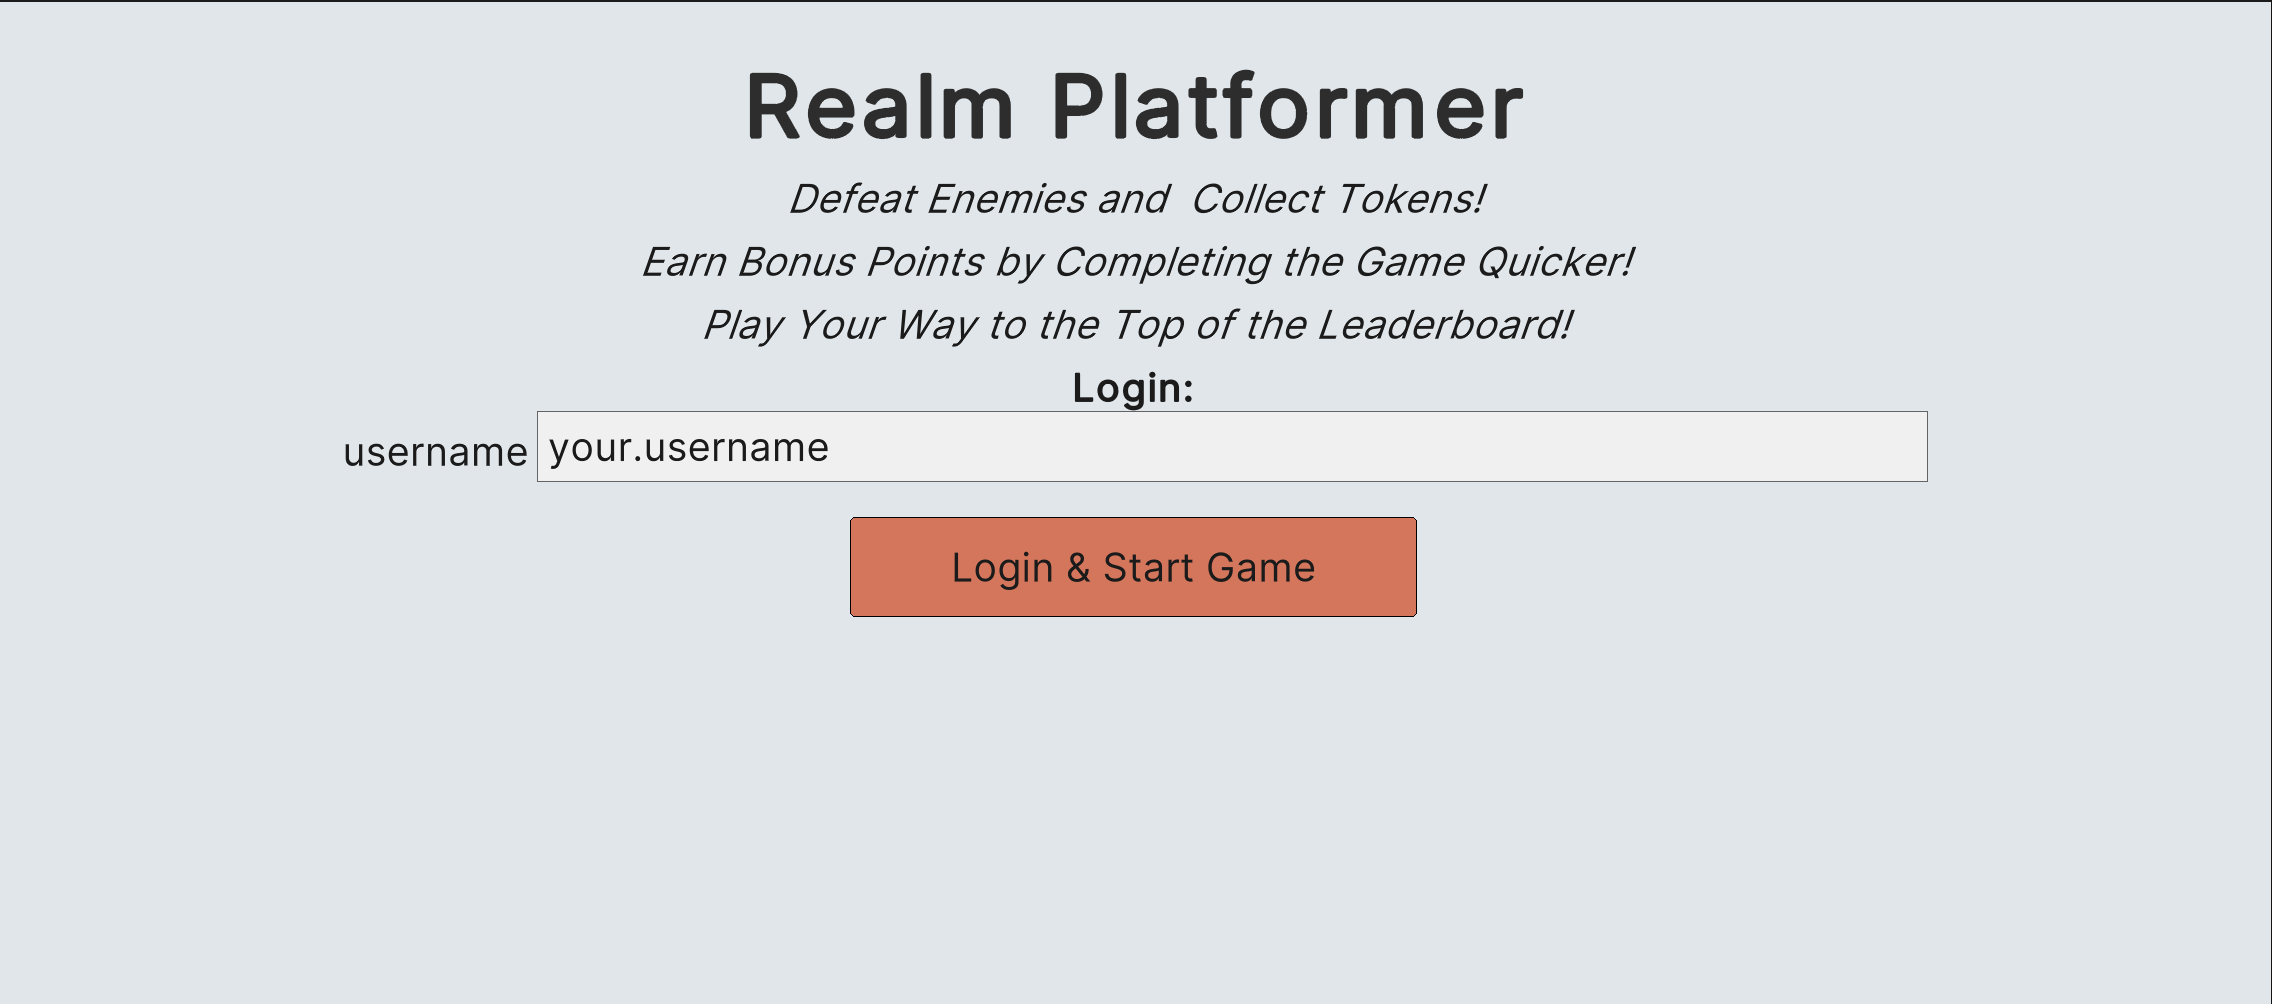 Realm Platformer
Defeat Enemies and  Collect Tokens!
Earn Bonus Points by Completing the Game Quicker!
Play Your Way to the Top of the Leaderboard!
Login:
username your.username
Login & Start Game